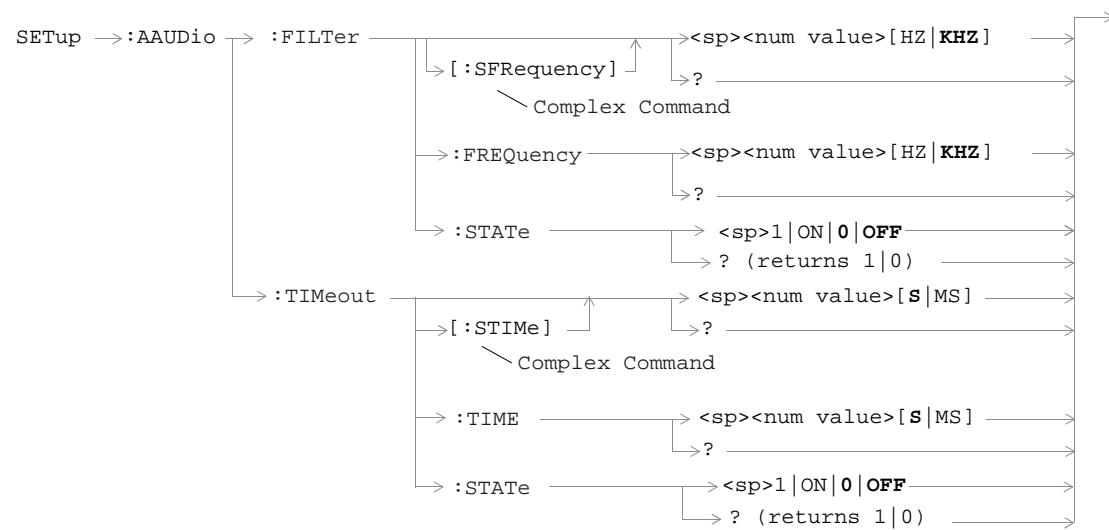 SETup :AAUDio :FILTer <sp><num value>[HZ|KHZ]
[:SFRequency] ?
Complex Command
:FREQuency <sp><num value>[HZ|KHZ]
?
:STATe <sp>1|ON|0|OFF
? (returns 1|0)
:TIMeout <sp><num value>[S|MS]
[:STIMe] ?
Complex Command
:TIME <sp><num value>[S|MS]
?
:STATe <sp>1|ON|0|OFF
? (returns 1|0)